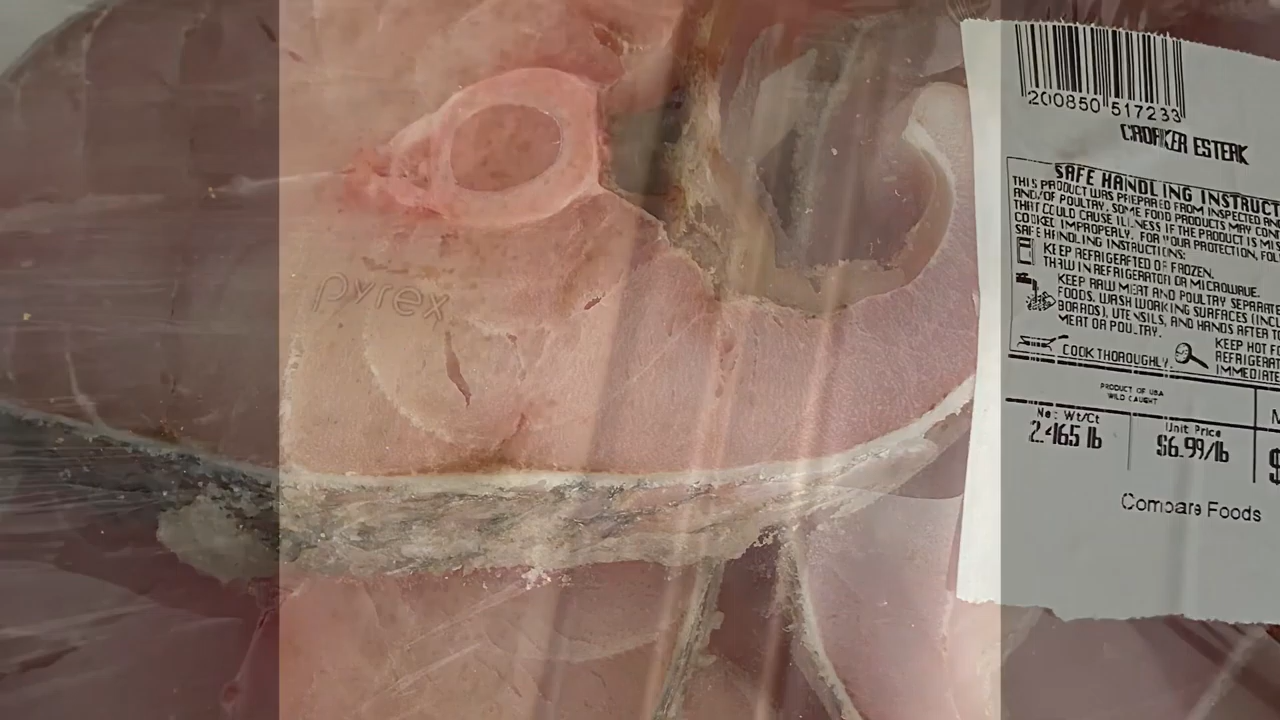 200850 517233
CROAKER ESTEAK
SAFE HANDLING INSTRUCT
THIS PRODUCT WAS PREPARED FROM INSPECTED AN
AND/OF POULTRY. SOME FOOD PRODUCTS MAY CON
THAT COULD CAUSE ILLNESS IF THE PRODUCT IS MI
COOKED IMPROPERLY. FOR YOUR PROTECTION, FOL
SAFE HANDLING INSTRUCTIONS:
KEEP REFRIGERATED OR FROZEN.
THAW IN REFRIGERATOR OR MICROWAVE.
KEEP RAW MEAT AND POULTRY SEPARAT
FOODS. WASH WORKING SURFACES (INC
BOARDS), UTENSILS, AND HANDS AFTER TO
MEAT OR POULTRY.
COOK THOROUGHLY.
KEEP HOT F
REFRIGERAT
IMMEDIATE
pyrex
PRODUCT OF USA
WILD CAUGHT
Net Wt/Ct
2.465 lb
Unit Price
$6.99/lb
$
Compare Foods